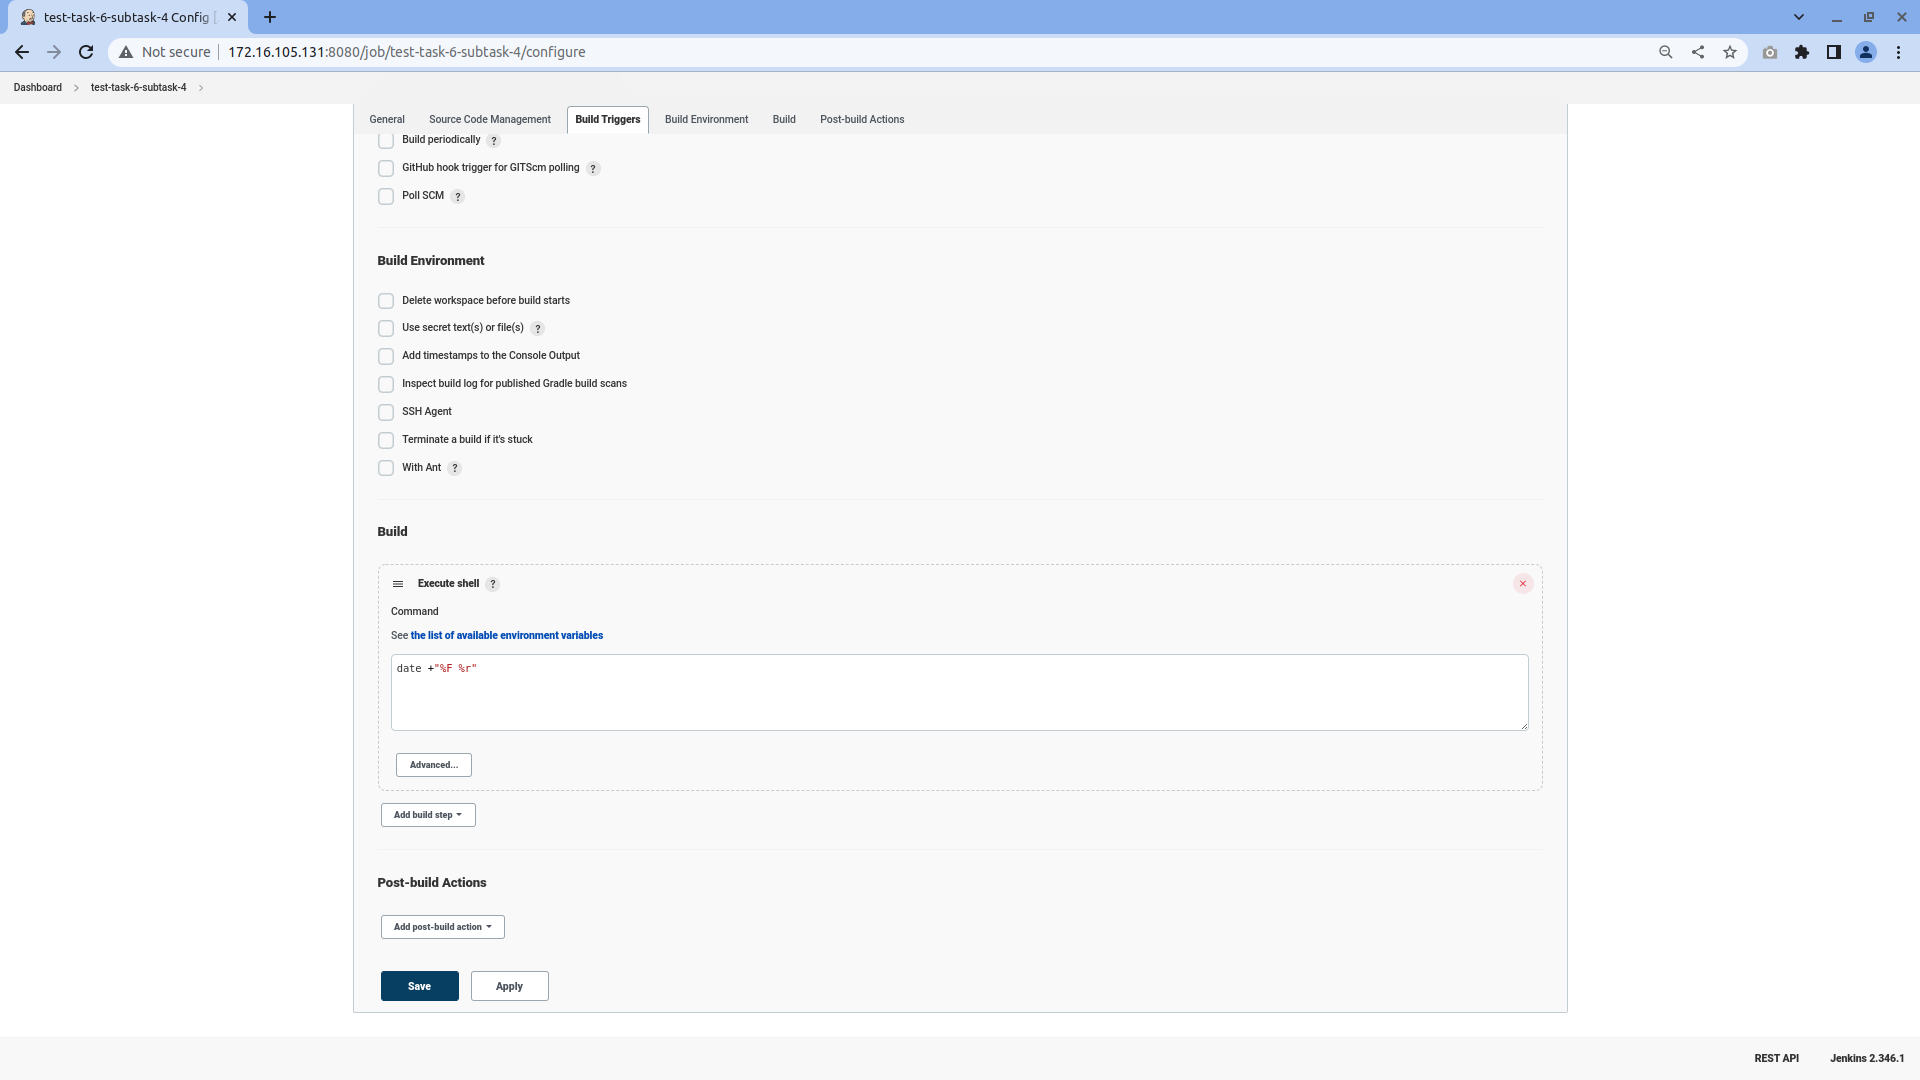 test-task-6-subtask-4 Config [
Not secure 172.16.105.131:8080/job/test-task-6-subtask-4/configure
Dashboard test-task-6-subtask-4
General Source Code Management Build Triggers Build Environment Build Post-build Actions
Build periodically ?
GitHub hook trigger for GITScm polling ?
Poll SCM ?
Build Environment
Delete workspace before build starts
Use secret text(s) or file(s) ?
Add timestamps to the Console Output
Inspect build log for published Gradle build scans
SSH Agent
Terminate a build if it's stuck
With Ant ?
Build
Execute shell ?
Command
See the list of available environment variables
date +"%F %r"
Advanced...
Add build step
Post-build Actions
Add post-build action
Save Apply
REST API Jenkins 2.346.1